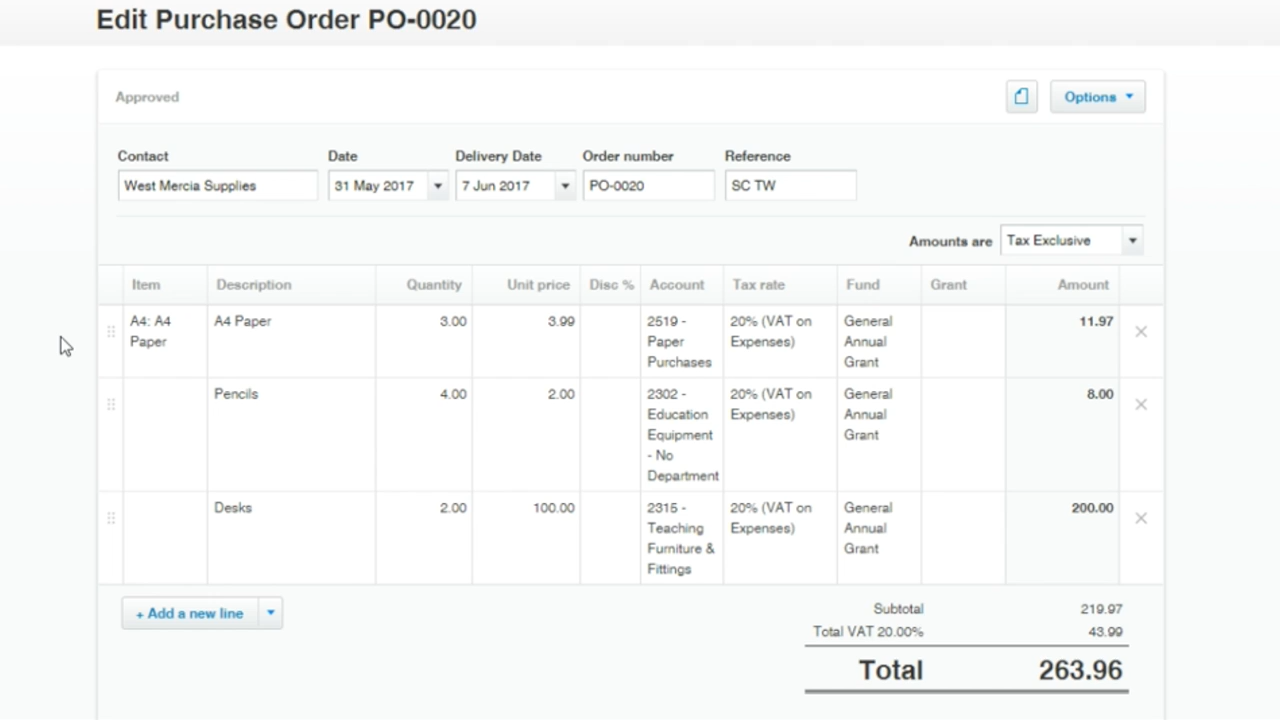 Edit Purchase Order PO-0020
Approved
Options
Contact Date Delivery Date Order number Reference
West Mercia Supplies 31 May 2017 7 Jun 2017 PO-0020 SC TW
Amounts are Tax Exclusive
Item Description Quantity Unit price Disc % Account Tax rate Fund Grant Amount
A4: A4 A4 Paper 3.00 3.99 2519 - 20% (VAT on General 11.97
Paper Paper Expenses) Annual
Purchases Grant
Pencils 4.00 2.00 2302 - 20% (VAT on General 8.00
Education Expenses) Annual
Equipment Grant
- No
Department
Desks 2.00 100.00 2315 - 20% (VAT on General 200.00
Teaching Expenses) Annual
Furniture & Grant
Fittings
+ Add a new line
Subtotal 219.97
Total VAT 20.00% 43.99
Total 263.96